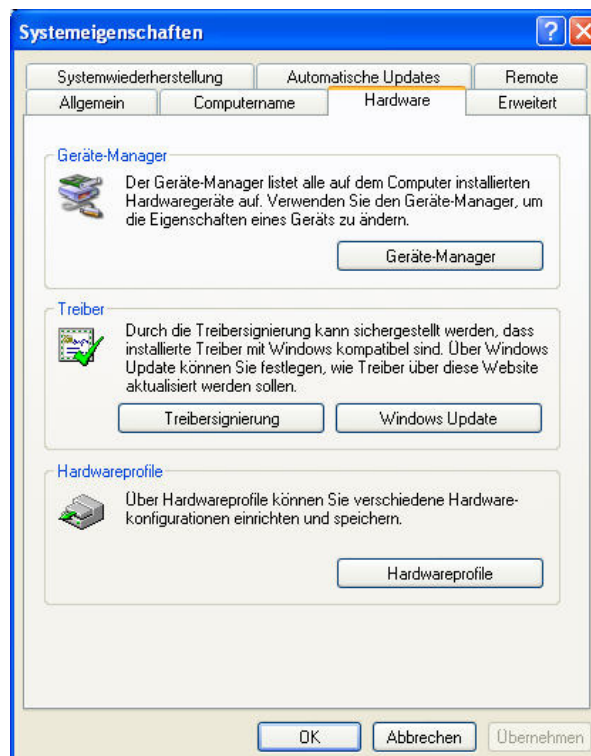 Systemeigenschaften
Systemwiederherstellung Automatische Updates Remote
Allgemein Computername Hardware Erweitert
Geräte-Manager
Der Geräte-Manager listet alle auf dem Computer installierten
Hardwaregeräte auf. Verwenden Sie den Geräte-Manager, um
die Eigenschaften eines Geräts zu ändern.
Geräte-Manager
Treiber
Durch die Treibersignierung kann sichergestellt werden, dass
installierte Treiber mit Windows kompatibel sind. Über Windows
Update können Sie festlegen, wie Treiber über diese Website
aktualisiert werden sollen.
Treibersignierung Windows Update
Hardwareprofile
Über Hardwareprofile können Sie verschiedene Hardware-
konfigurationen einrichten und speichern.
Hardwareprofile
OK Abbrechen Übernehmen